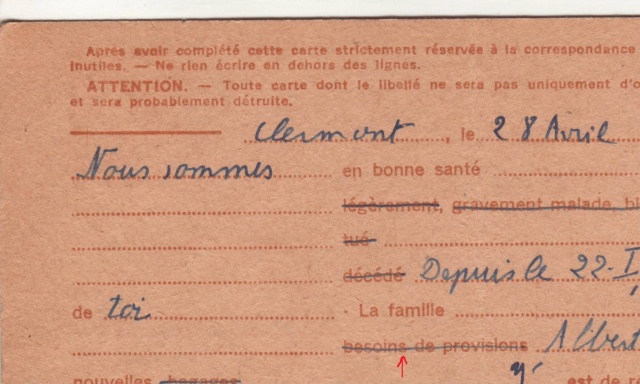 Après avoir complété cette carte strictement réservée à la correspondance
inutiles. — Ne rien écrire en dehors des lignes.
ATTENTION. — Toute carte dont le libellé ne sera pas uniquement d'o
et sera probablement détruite.
Clermont, le 28 Avril
Nous sommes en bonne santé
légèrement, gravement malade, bl
tué
décédé Depuis le 22-I
de toi . La famille
besoins de provisions Albert
nouvelles bagages est de